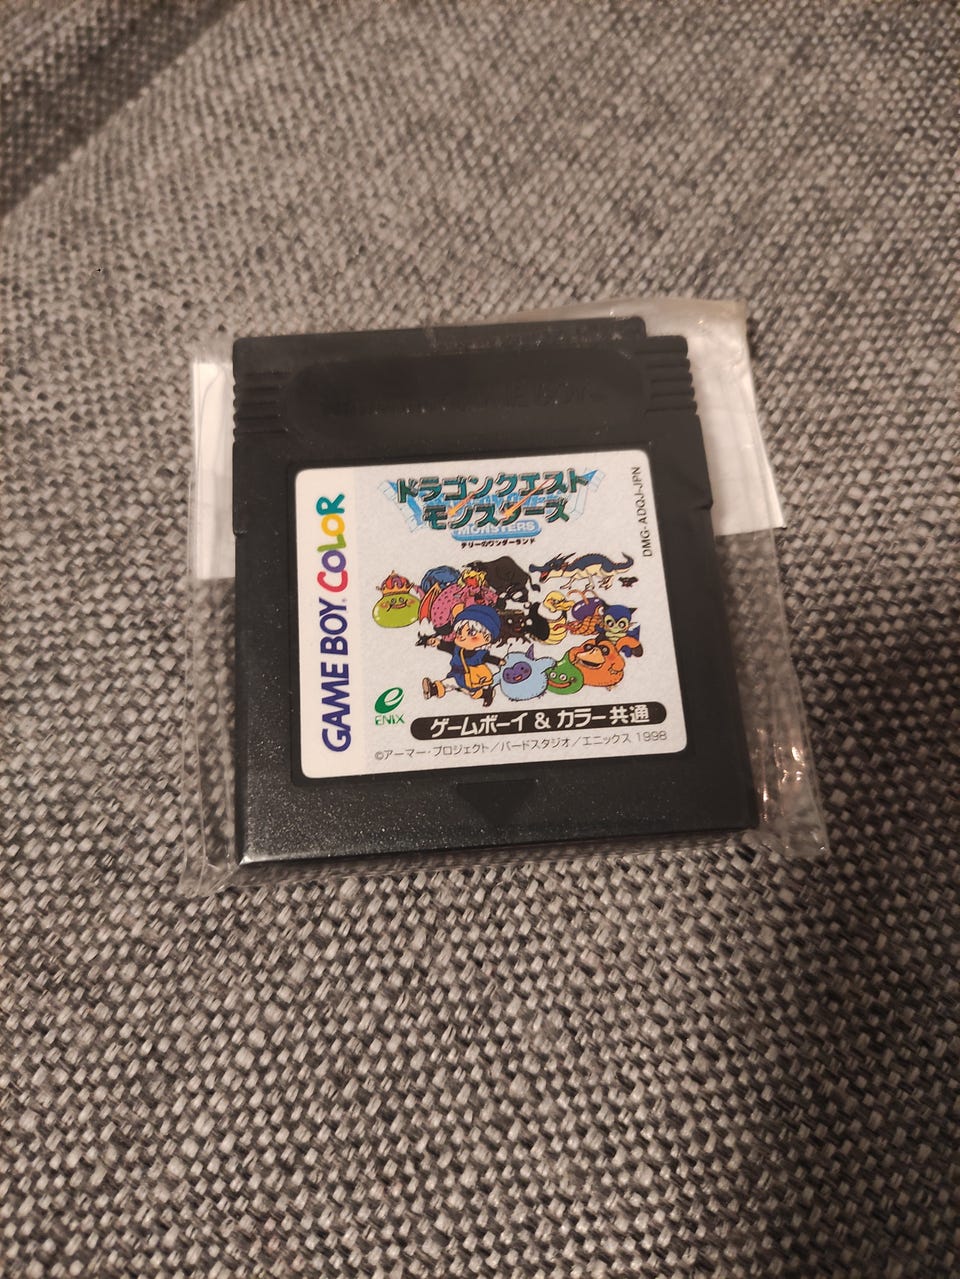 GAME BOY COLOR
ドラゴンクエスト
モンスターズ
MONSTERS
テリーのワンダーランド
DMG-ADQJ-JPN
ENIX
ゲームボーイ & カラー共通
©アーマー・プロジェクト/バードスタジオ/エニックス 1998